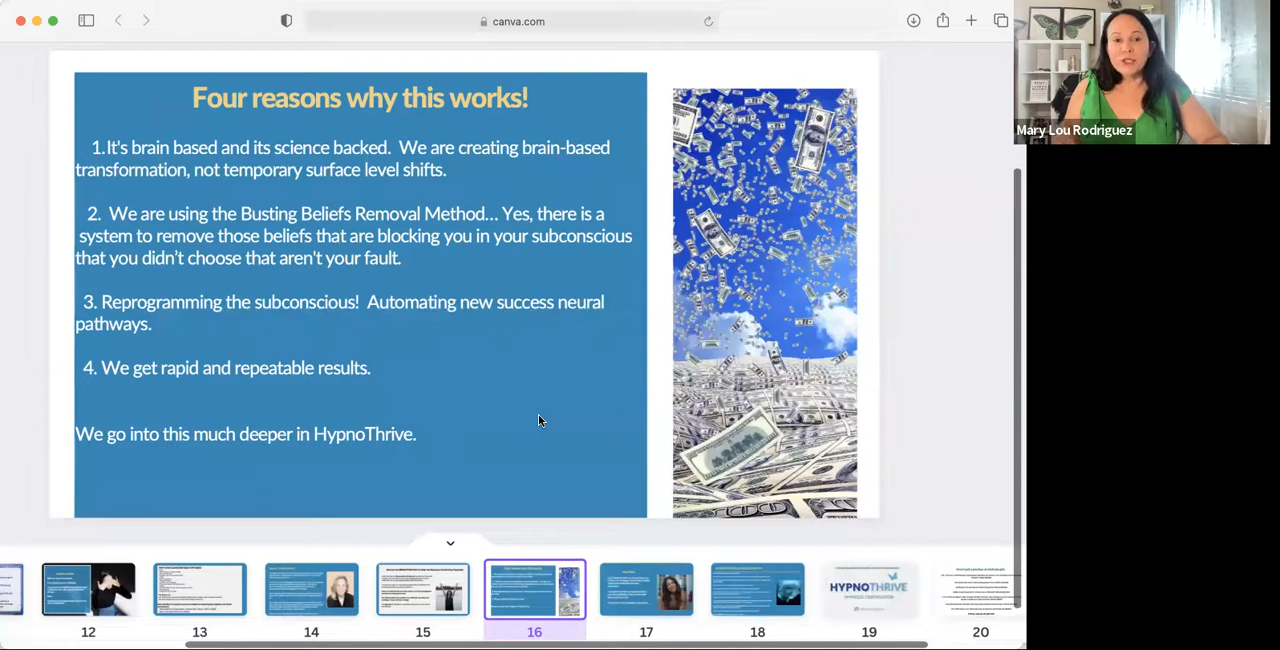 canva.com
Mary Lou Rodriguez
Four reasons why this works!
1.It's brain based and its science backed. We are creating brain-based
transformation, not temporary surface level shifts.
2. We are using the Busting Beliefs Removal Method... Yes, there is a
system to remove those beliefs that are blocking you in your subconscious
that you didn't choose that aren't your fault.
3. Reprogramming the subconscious! Automating new success neural
pathways.
4. We get rapid and repeatable results.
We go into this much deeper in HypnoThrive.
HYPNOTHRIVE
12
13
14
15
16
17
18
19
20